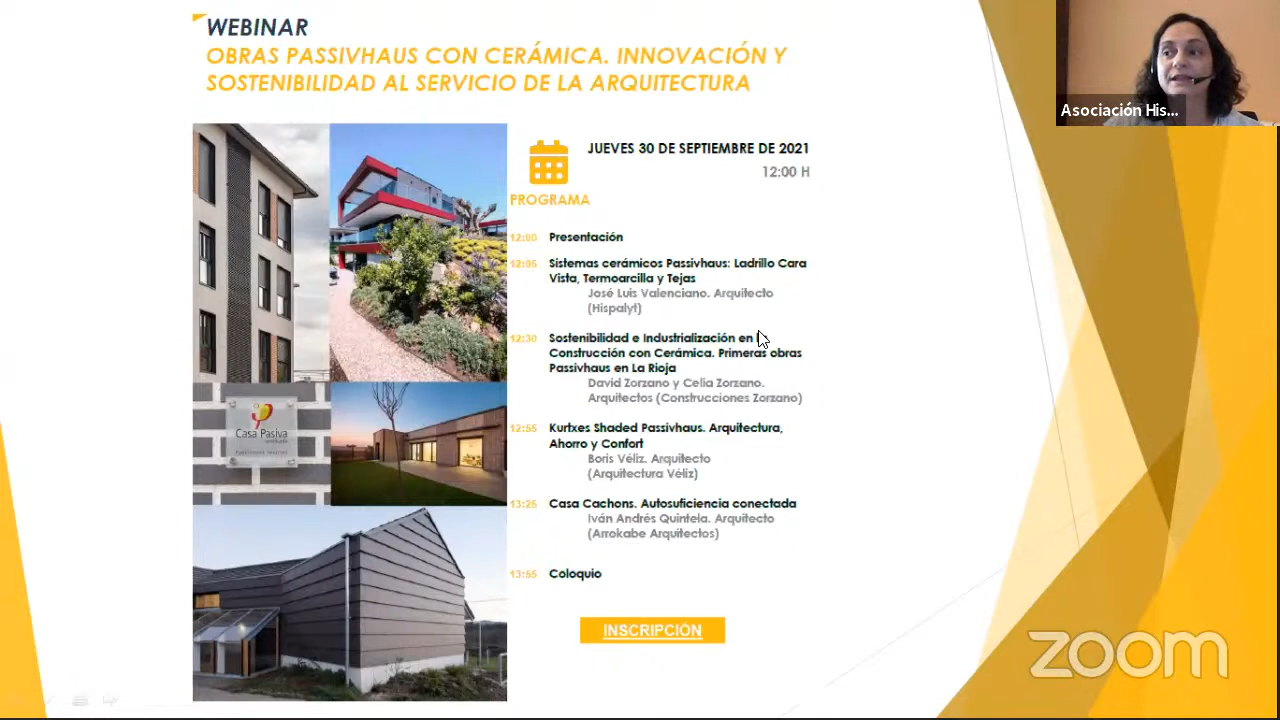 WEBINAR
OBRAS PASSIVHAUS CON CERÁMICA. INNOVACIÓN Y
SOSTENIBILIDAD AL SERVICIO DE LA ARQUITECTURA
Asociación His...
JUEVES 30 DE SEPTIEMBRE DE 2021
12:00 H
PROGRAMA
12:00 Presentación
12:05 Sistemas cerámicos Passivhaus: Ladrillo Cara
Vista, Termoarcilla y Tejas
José Luis Valenciano. Arquitecto
(Hispalyt)
12:30 Sostenibilidad e Industrialización en
Construcción con Cerámica. Primeras obras
Passivhaus en La Rioja
David Zorzano y Celia Zorzano.
Arquitectos (Construcciones Zorzano)
12:55 Kurtxes Shaded Passivhaus. Arquitectura,
Ahorro y Confort
Boris Véliz. Arquitecto
(Arquitectura Véliz)
13:25 Casa Cachons. Autosuficiencia conectada
Iván Andrés Quintela. Arquitecto
(Arrokabe Arquitectos)
13:55 Coloquio
INSCRIPCIÓN
Casa Pasiva
zoom